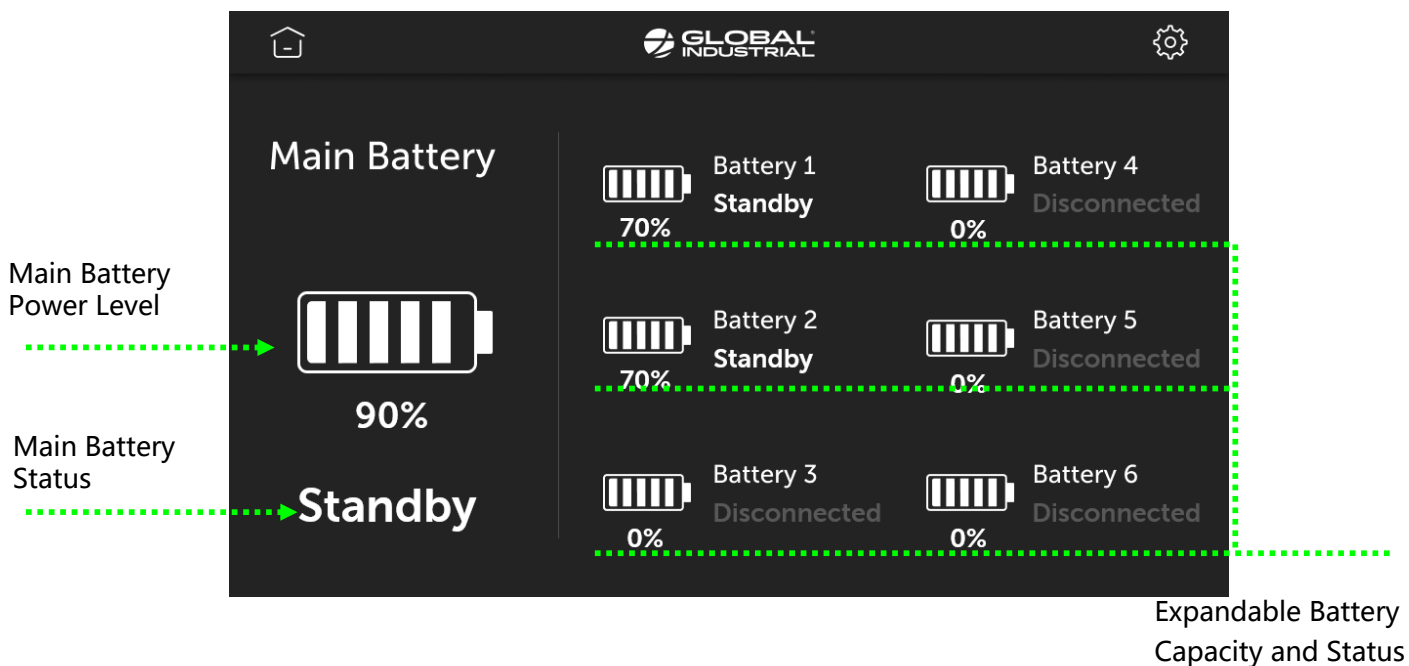 GLOBAL
INDUSTRIAL
Main Battery
Battery 1
Standby
70%
Battery 4
Disconnected
0%
Main Battery
Power Level
90%
Battery 2
Standby
70%
Battery 5
Disconnected
0%
Main Battery
Status
Standby
Battery 3
Disconnected
0%
Battery 6
Disconnected
0%
Expandable Battery
Capacity and Status